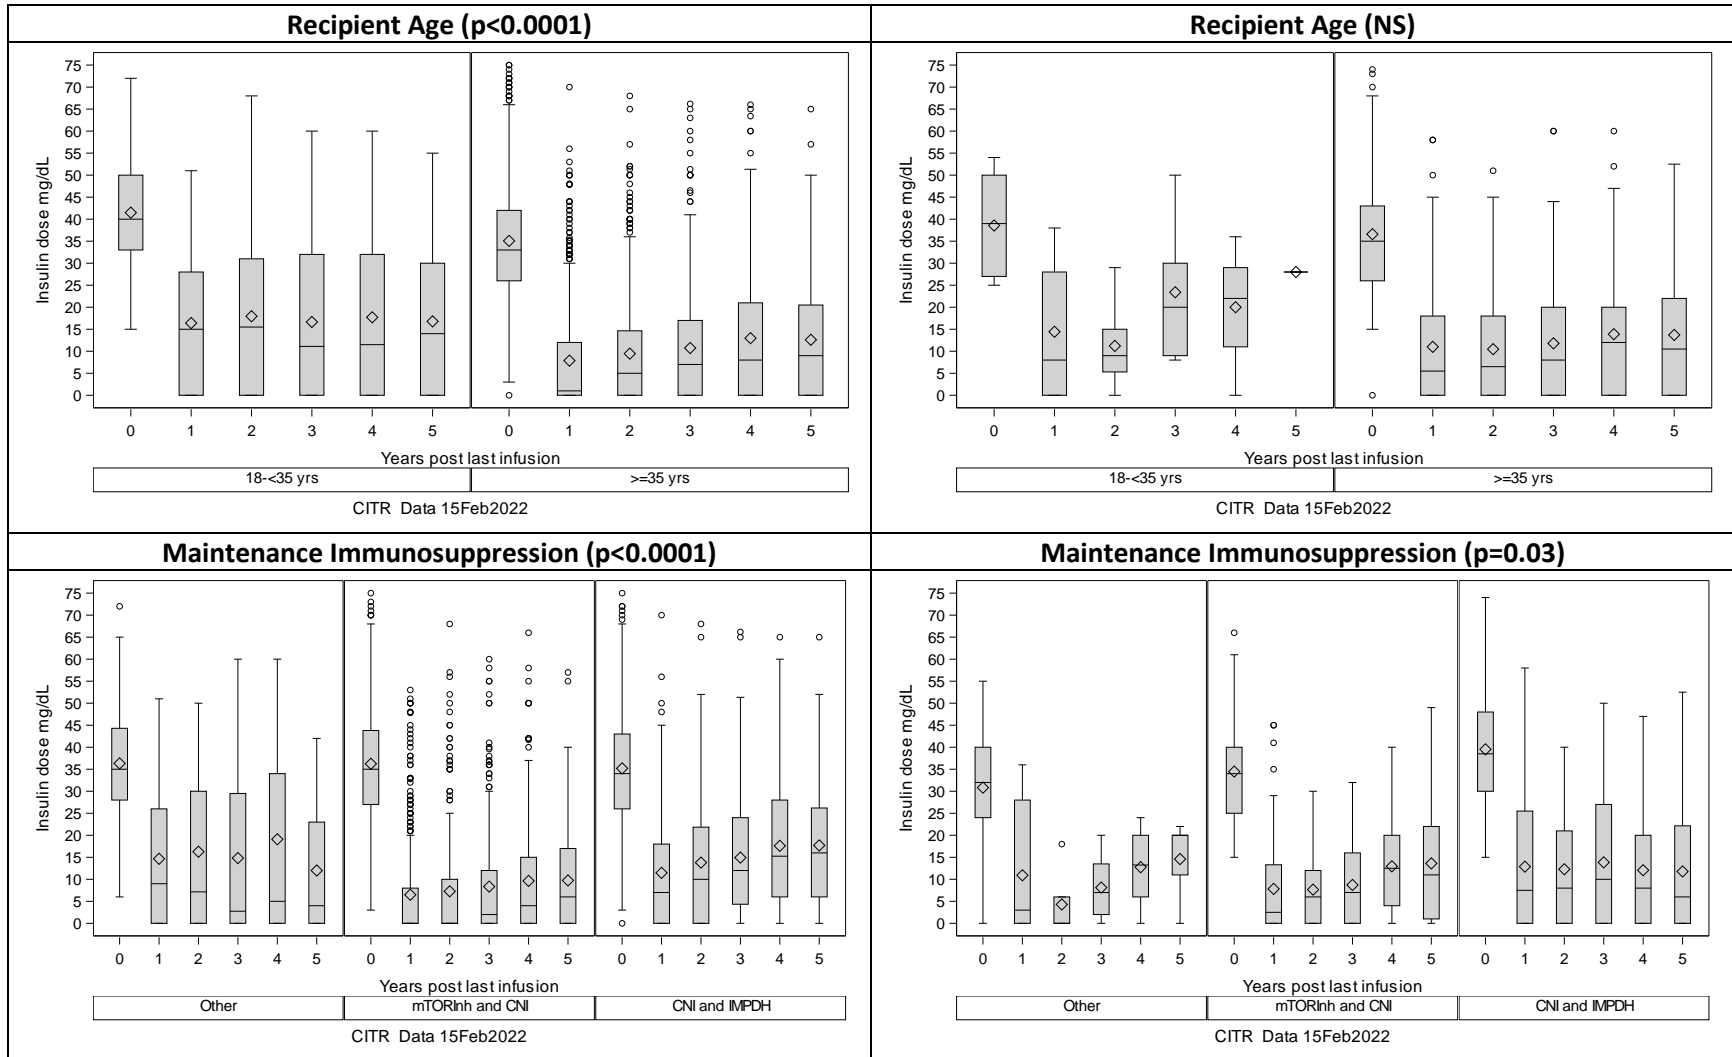 Recipient Age (p<0.0001)
Insulin dose mg/dL
75
70
65
60
55
50
45
40
35
30
25
20
15
10
5
0
0 1 2 3 4 5 0 1 2 3 4 5
Years post last infusion
18-<35 yrs >=35 yrs
CITR Data 15Feb2022
Recipient Age (NS)
Insulin dose mg/dL
75
70
65
60
55
50
45
40
35
30
25
20
15
10
5
0
0 1 2 3 4 5 0 1 2 3 4 5
Years post last infusion
18-<35 yrs >=35 yrs
CITR Data 15Feb2022
Maintenance Immunosuppression (p<0.0001)
Insulin dose mg/dL
75
70
65
60
55
50
45
40
35
30
25
20
15
10
5
0
0 1 2 3 4 5 0 1 2 3 4 5 0 1 2 3 4 5
Years post last infusion
Other mTORInh and CNI CNI and IMPDH
CITR Data 15Feb2022
Maintenance Immunosuppression (p=0.03)
Insulin dose mg/dL
75
70
65
60
55
50
45
40
35
30
25
20
15
10
5
0
0 1 2 3 4 5 0 1 2 3 4 5 0 1 2 3 4 5
Years post last infusion
Other mTORInh and CNI CNI and IMPDH
CITR Data 15Feb2022